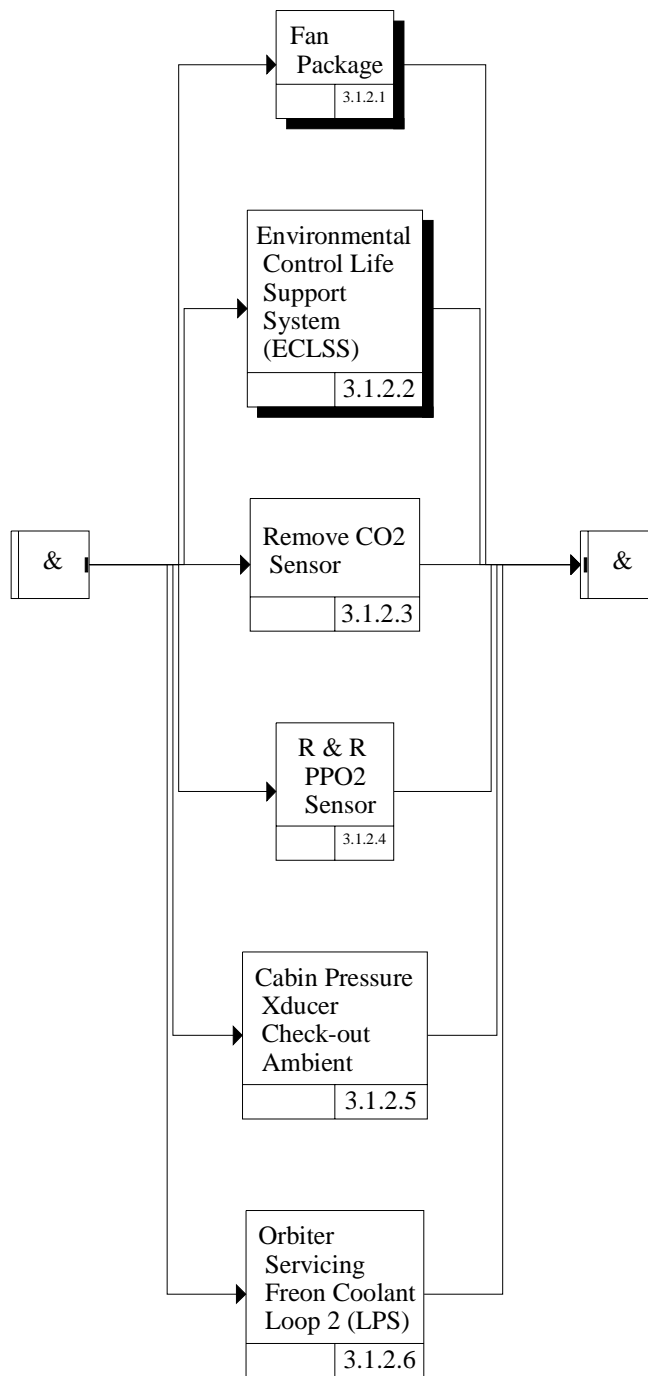 Fan
Package
3.1.2.1
Environmental
Control Life
Support
System
(ECLSS)
3.1.2.2
& 
Remove CO2
Sensor
3.1.2.3
&
R & R
PPO2
Sensor
3.1.2.4
Cabin Pressure
Xducer
Check-out
Ambient
3.1.2.5
Orbiter
Servicing
Freon Coolant
Loop 2 (LPS)
3.1.2.6